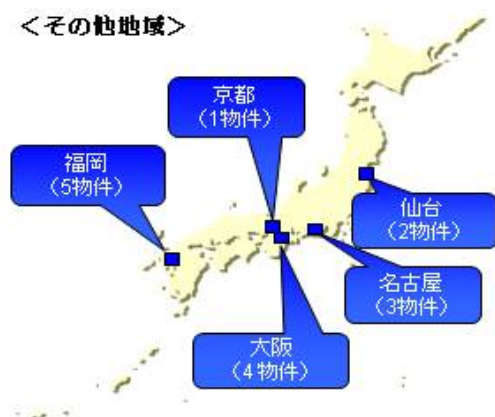 ＜その他地域＞
京都
（1物件）
福岡
（5物件）
仙台
（2物件）
名古屋
（3物件）
大阪
（4物件）